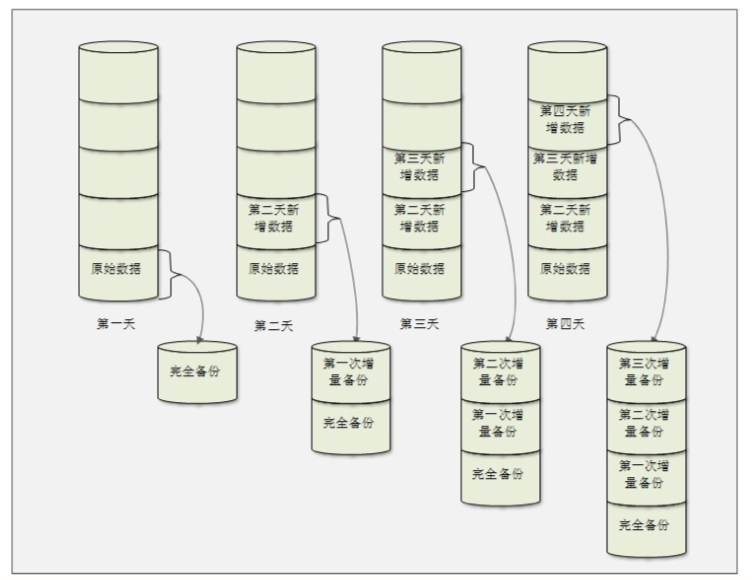 原始数据
第一天
完全备份
第二天新
增数据
原始数据
第二天
第一次增
量备份
完全备份
第三天新
增数据
第二天新
增数据
原始数据
第三天
第二次增
量备份
第一次增
量备份
完全备份
第四天新
增数据
第三天新增
数据
第二天新
增数据
原始数据
第四天
第三次增
量备份
第二次增
量备份
第一次增
量备份
完全备份